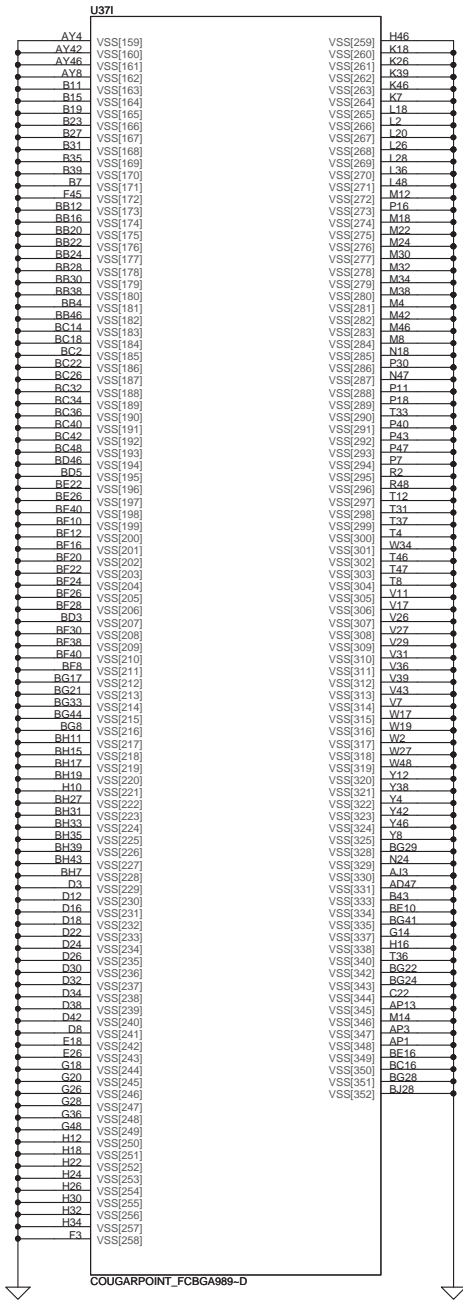 U37I
AY4 VSS[159]
AY42 VSS[160]
AY46 VSS[161]
AY8 VSS[162]
B11 VSS[163]
B15 VSS[164]
B19 VSS[165]
B23 VSS[166]
B27 VSS[167]
B31 VSS[168]
B35 VSS[169]
B39 VSS[170]
B7 VSS[171]
F45 VSS[172]
BB12 VSS[173]
BB16 VSS[174]
BB20 VSS[175]
BB22 VSS[176]
BB24 VSS[177]
BB28 VSS[178]
BB30 VSS[179]
BB38 VSS[180]
BB4 VSS[181]
BB46 VSS[182]
BC14 VSS[183]
BC18 VSS[184]
BC2 VSS[185]
BC22 VSS[186]
BC26 VSS[187]
BC32 VSS[188]
BC34 VSS[189]
BC36 VSS[190]
BC40 VSS[191]
BC42 VSS[192]
BC48 VSS[193]
BD46 VSS[194]
BD5 VSS[195]
BE22 VSS[196]
BE26 VSS[197]
BE40 VSS[198]
BF10 VSS[199]
BF12 VSS[200]
BF16 VSS[201]
BF20 VSS[202]
BF22 VSS[203]
BF24 VSS[204]
BF26 VSS[205]
BF28 VSS[206]
BD3 VSS[207]
BF30 VSS[208]
BF38 VSS[209]
BF40 VSS[210]
BF8 VSS[211]
BG17 VSS[212]
BG21 VSS[213]
BG33 VSS[214]
BG44 VSS[215]
BG8 VSS[216]
BH11 VSS[217]
BH15 VSS[218]
BH17 VSS[219]
BH19 VSS[220]
H10 VSS[221]
BH27 VSS[222]
BH31 VSS[223]
BH33 VSS[224]
BH35 VSS[225]
BH39 VSS[226]
BH43 VSS[227]
BH7 VSS[228]
D3 VSS[229]
D12 VSS[230]
D16 VSS[231]
D18 VSS[232]
D22 VSS[233]
D24 VSS[234]
D26 VSS[235]
D30 VSS[236]
D32 VSS[237]
D34 VSS[238]
D38 VSS[239]
D42 VSS[240]
D8 VSS[241]
E18 VSS[242]
E26 VSS[243]
G18 VSS[244]
G20 VSS[245]
G26 VSS[246]
G28 VSS[247]
G36 VSS[248]
G48 VSS[249]
H12 VSS[250]
H18 VSS[251]
H22 VSS[252]
H24 VSS[253]
H26 VSS[254]
H30 VSS[255]
H32 VSS[256]
H34 VSS[257]
F3 VSS[258]
VSS[259] H46
VSS[260] K18
VSS[261] K26
VSS[262] K39
VSS[263] K46
VSS[264] K7
VSS[265] L18
VSS[266] L2
VSS[267] L20
VSS[268] L26
VSS[269] L28
VSS[270] L36
VSS[271] L48
VSS[272] M12
VSS[273] P16
VSS[274] M18
VSS[275] M22
VSS[276] M24
VSS[277] M30
VSS[278] M32
VSS[279] M34
VSS[280] M38
VSS[281] M4
VSS[282] M42
VSS[283] M46
VSS[284] M8
VSS[285] N18
VSS[286] P30
VSS[287] N47
VSS[288] P11
VSS[289] P18
VSS[290] T33
VSS[291] P40
VSS[292] P43
VSS[293] P47
VSS[294] P7
VSS[295] R2
VSS[296] R48
VSS[297] T12
VSS[298] T31
VSS[299] T37
VSS[300] T4
VSS[301] W34
VSS[302] T46
VSS[303] T47
VSS[304] T8
VSS[305] V11
VSS[306] V17
VSS[307] V26
VSS[308] V27
VSS[309] V29
VSS[310] V31
VSS[311] V36
VSS[312] V39
VSS[313] V43
VSS[314] V7
VSS[315] W17
VSS[316] W19
VSS[317] W2
VSS[318] W27
VSS[319] W48
VSS[320] Y12
VSS[321] Y38
VSS[322] Y4
VSS[323] Y42
VSS[324] Y46
VSS[325] Y8
VSS[328] BG29
VSS[329] N24
VSS[330] AJ3
VSS[331] AD47
VSS[333] B43
VSS[334] BE10
VSS[335] BG41
VSS[337] G14
VSS[338] H16
VSS[340] T36
VSS[342] BG22
VSS[343] BG24
VSS[344] C22
VSS[345] AP13
VSS[346] M14
VSS[347] AP3
VSS[348] AP1
VSS[349] BE16
VSS[350] BC16
VSS[351] BG28
VSS[352] BJ28
COUGARPOINT_FCBGA989~D